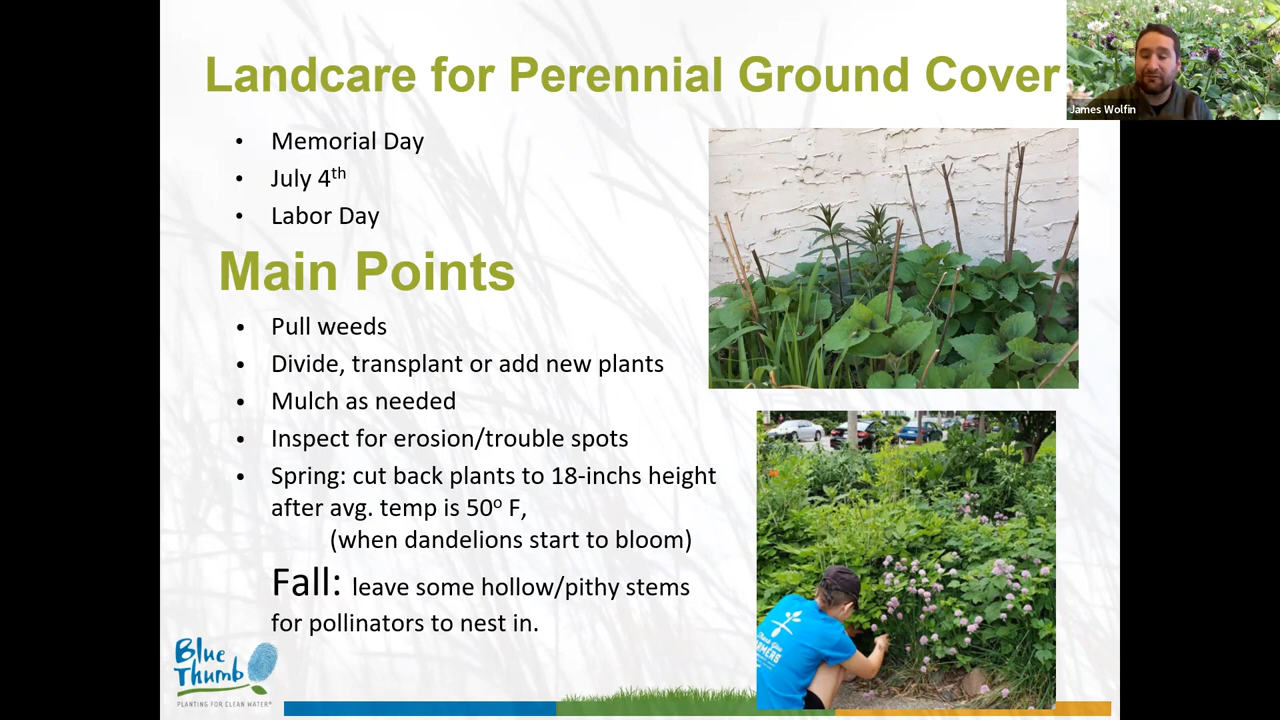 Landcare for Perennial Ground Cover
James Wolfin
• Memorial Day
• July 4th
• Labor Day
Main Points
• Pull weeds
• Divide, transplant or add new plants
• Mulch as needed
• Inspect for erosion/trouble spots
• Spring: cut back plants to 18-inchs height
after avg. temp is 50º F,
(when dandelions start to bloom)
Fall: leave some hollow/pithy stems
for pollinators to nest in.
Blue
Thumb
PLANTING FOR CLEAN WATER®